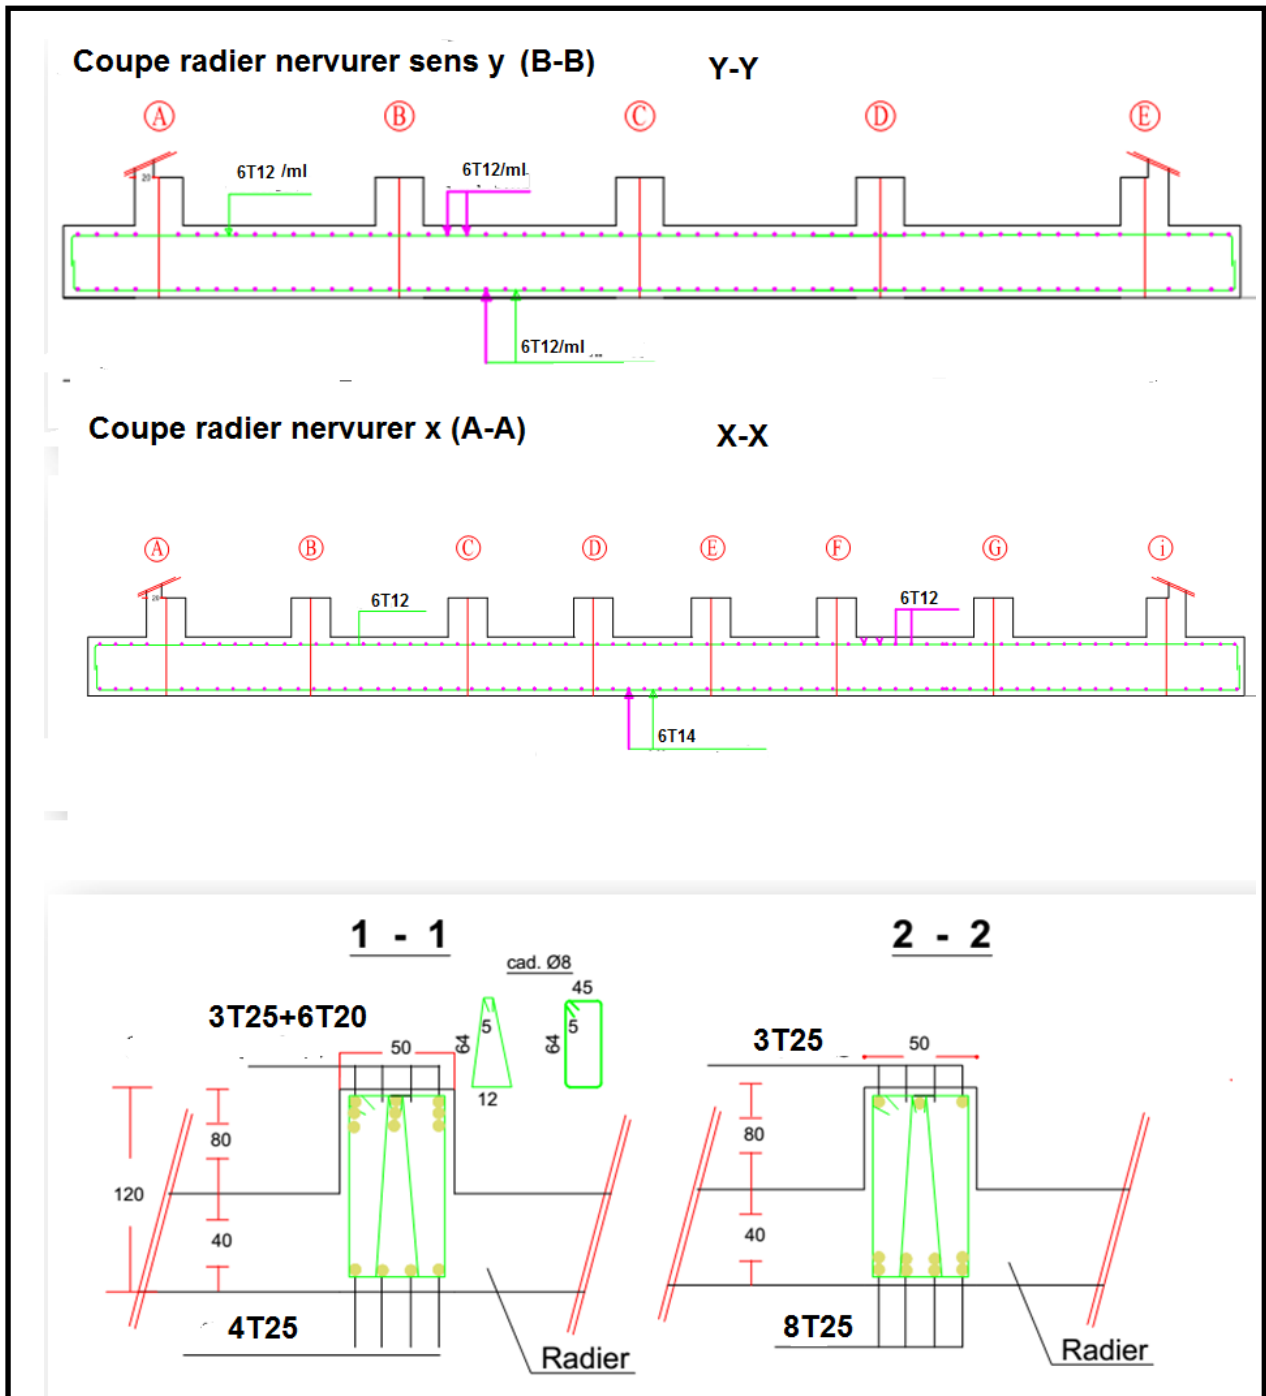 Coupe radier nervurer sens y (B-B) Y-Y
A B C D E
20
6T12 /ml 6T12/ml
6T12/ml
Coupe radier nervurer x (A-A) X-X
A B C D E F G i
20
6T12 6T12
6T14
1 - 1 2 - 2
cad. Ø8
45
3T25+6T20 64 5 64 5 3T25
50 50
12
80 80
120
40 40
4T25 8T25
Radier Radier